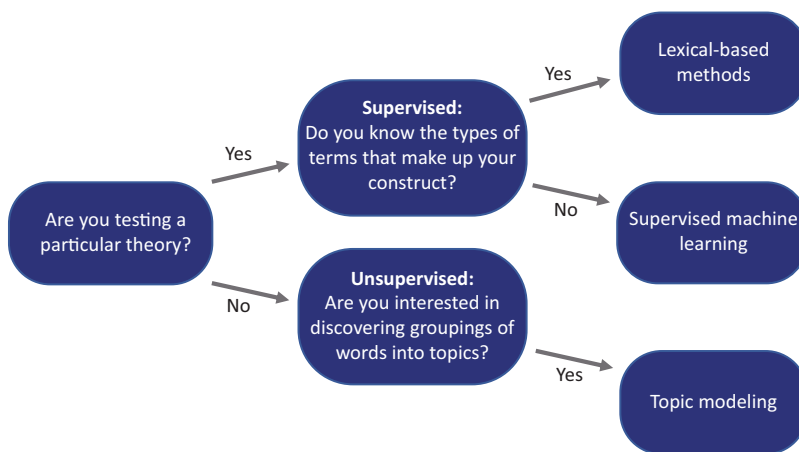 Are you testing a
particular theory?
Yes
No
Supervised:
Do you know the types of
terms that make up your
construct?
Unsupervised:
Are you interested in
discovering groupings of
words into topics?
Yes
No
Yes
Lexical-based
methods
Supervised machine
learning
Topic modeling